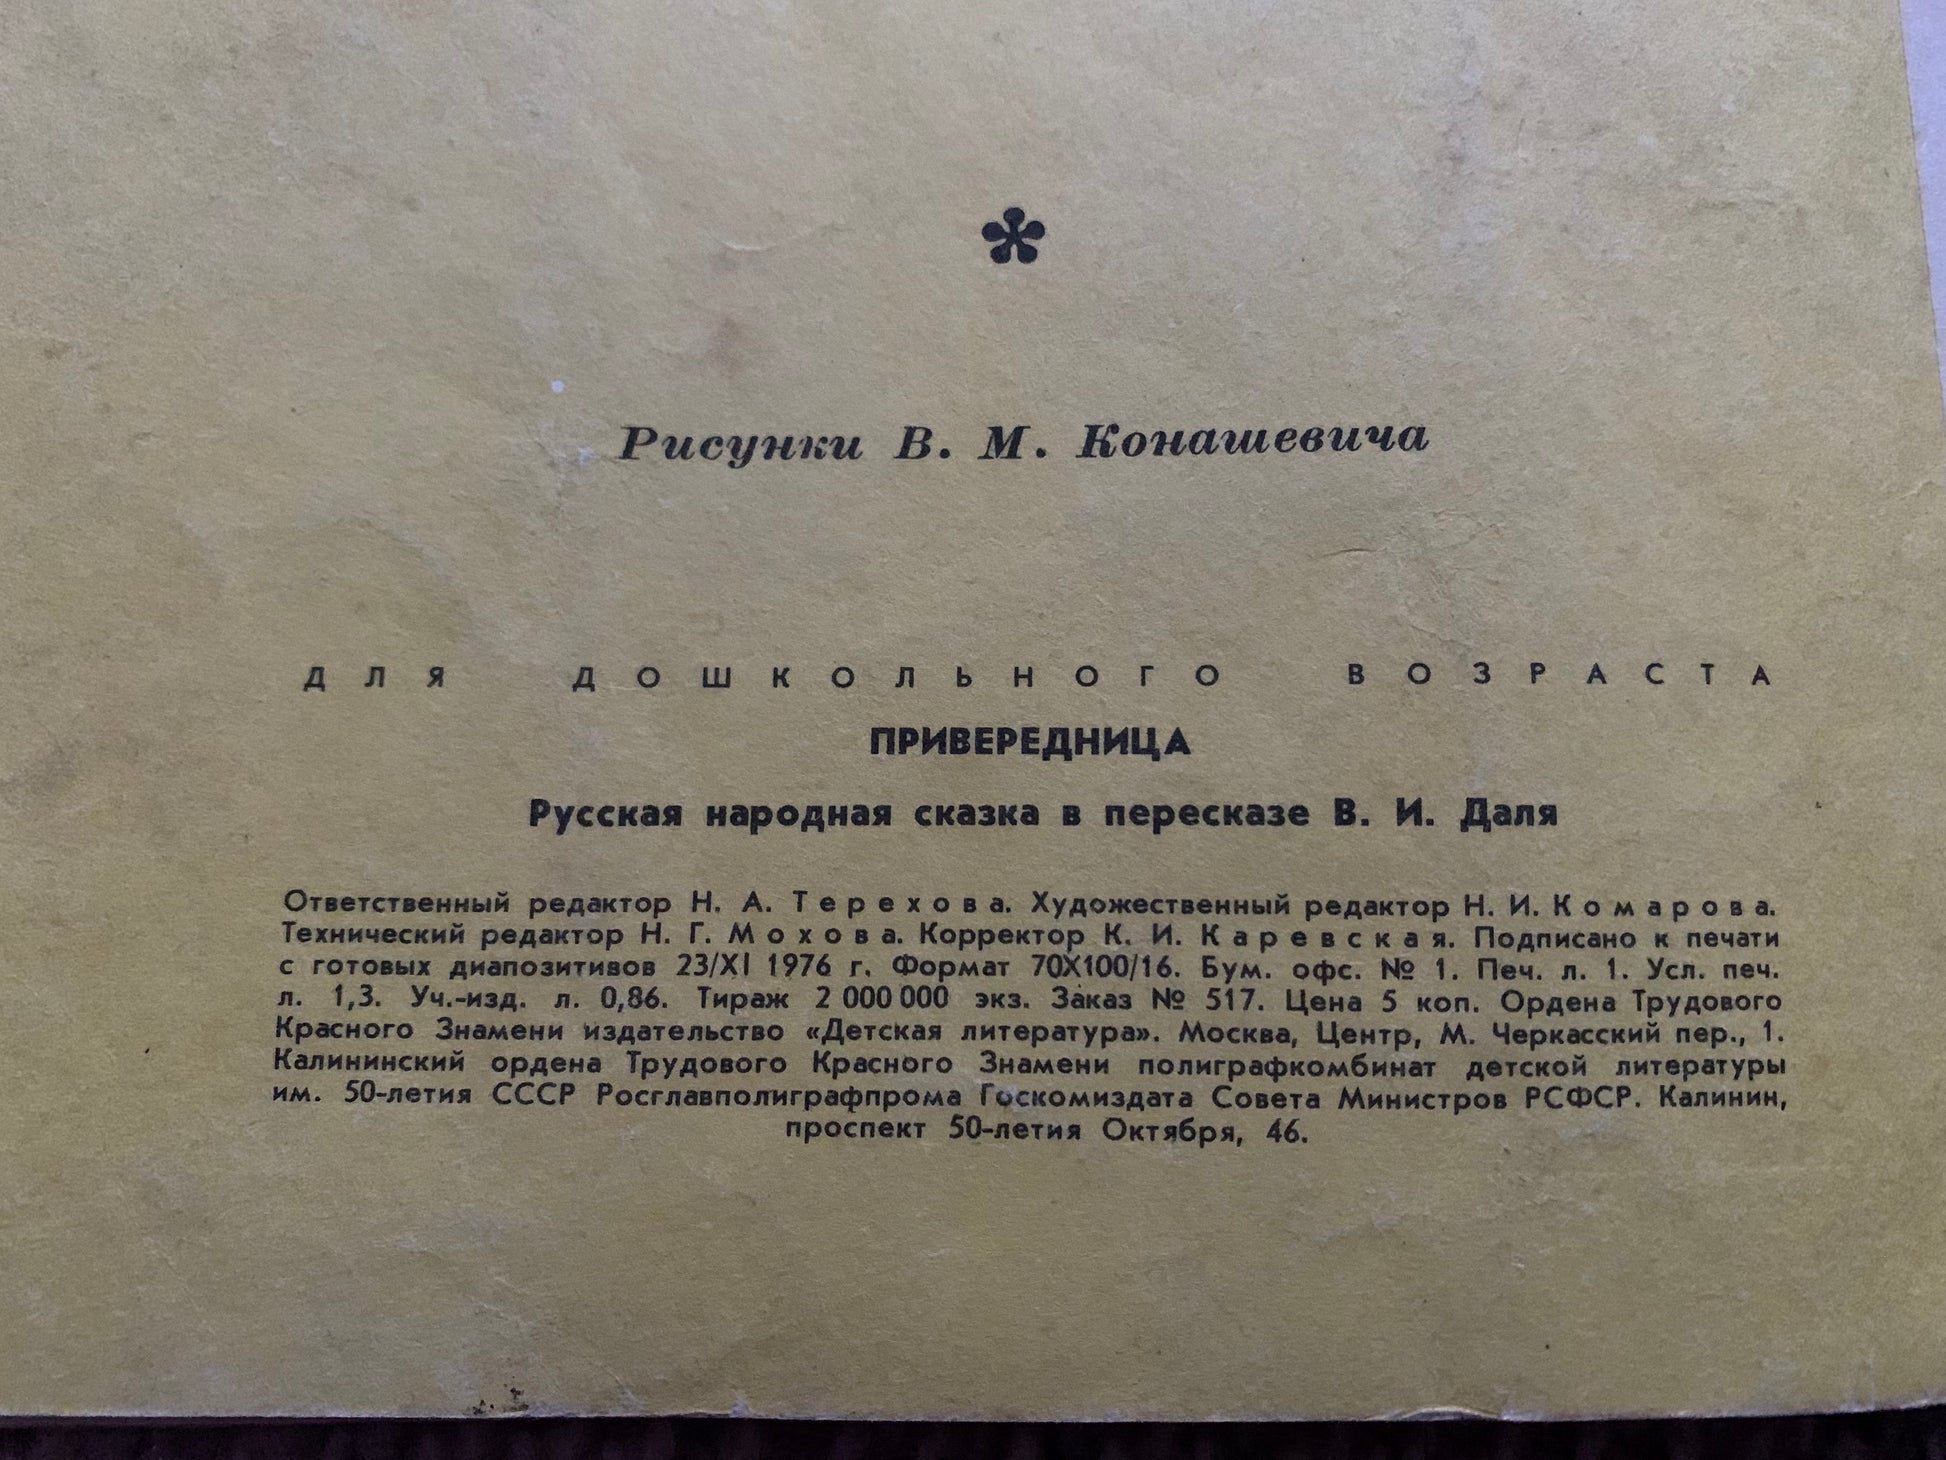 *
Рисунки В. М. Конашевича
ДЛЯ ДОШКОЛЬНОГО ВОЗРАСТА
ПРИВЕРЕДНИЦА
Русская народная сказка в пересказе В. И. Даля
Ответственный редактор Н. А. Терехова. Художественный редактор Н. И. Комарова.
Технический редактор Н. Г. Мохова. Корректор К. И. Каревская. Подписано к печати
с готовых диапозитивов 23/XI 1976 г. Формат 70X100/16. Бум. офс. № 1. Печ. л. 1. Усл. печ.
л. 1,3. Уч.-изд. л. 0,86. Тираж 2 000 000 экз. Заказ № 517. Цена 5 коп. Ордена Трудового
Красного Знамени издательство «Детская литература». Москва, Центр, М. Черкасский пер., 1.
Калининский ордена Трудового Красного Знамени полиграфкомбинат детской литературы
им. 50-летия СССР Росглавполиграфпрома Госкомиздата Совета Министров РСФСР. Калинин,
проспект 50-летия Октября, 46.